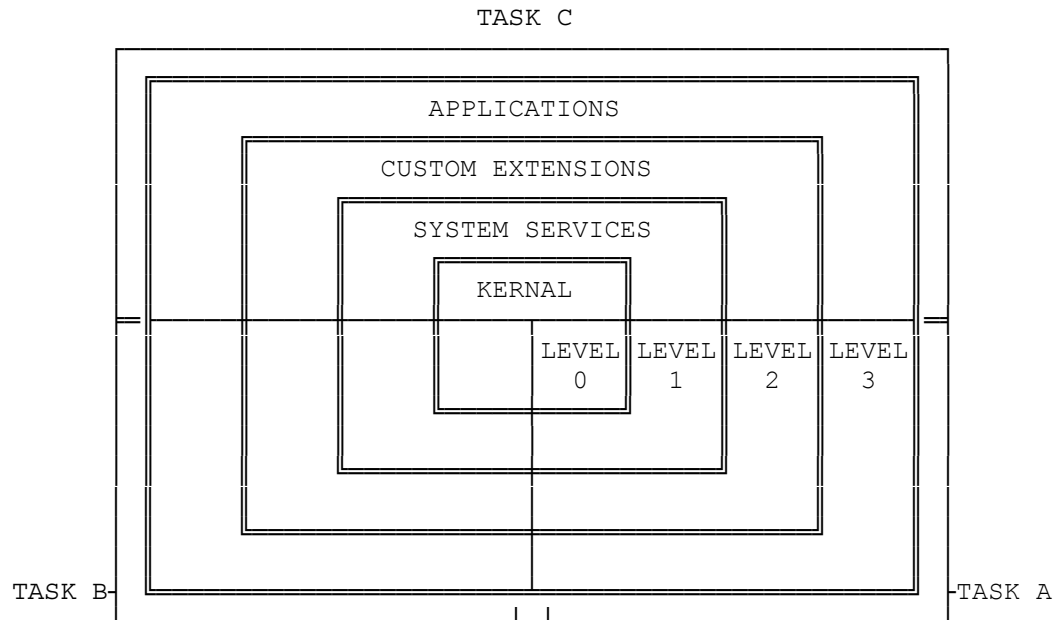 TASK C
APPLICATIONS
CUSTOM EXTENSIONS
SYSTEM SERVICES
KERNAL
LEVEL LEVEL LEVEL LEVEL
0 1 2 3
TASK B TASK A